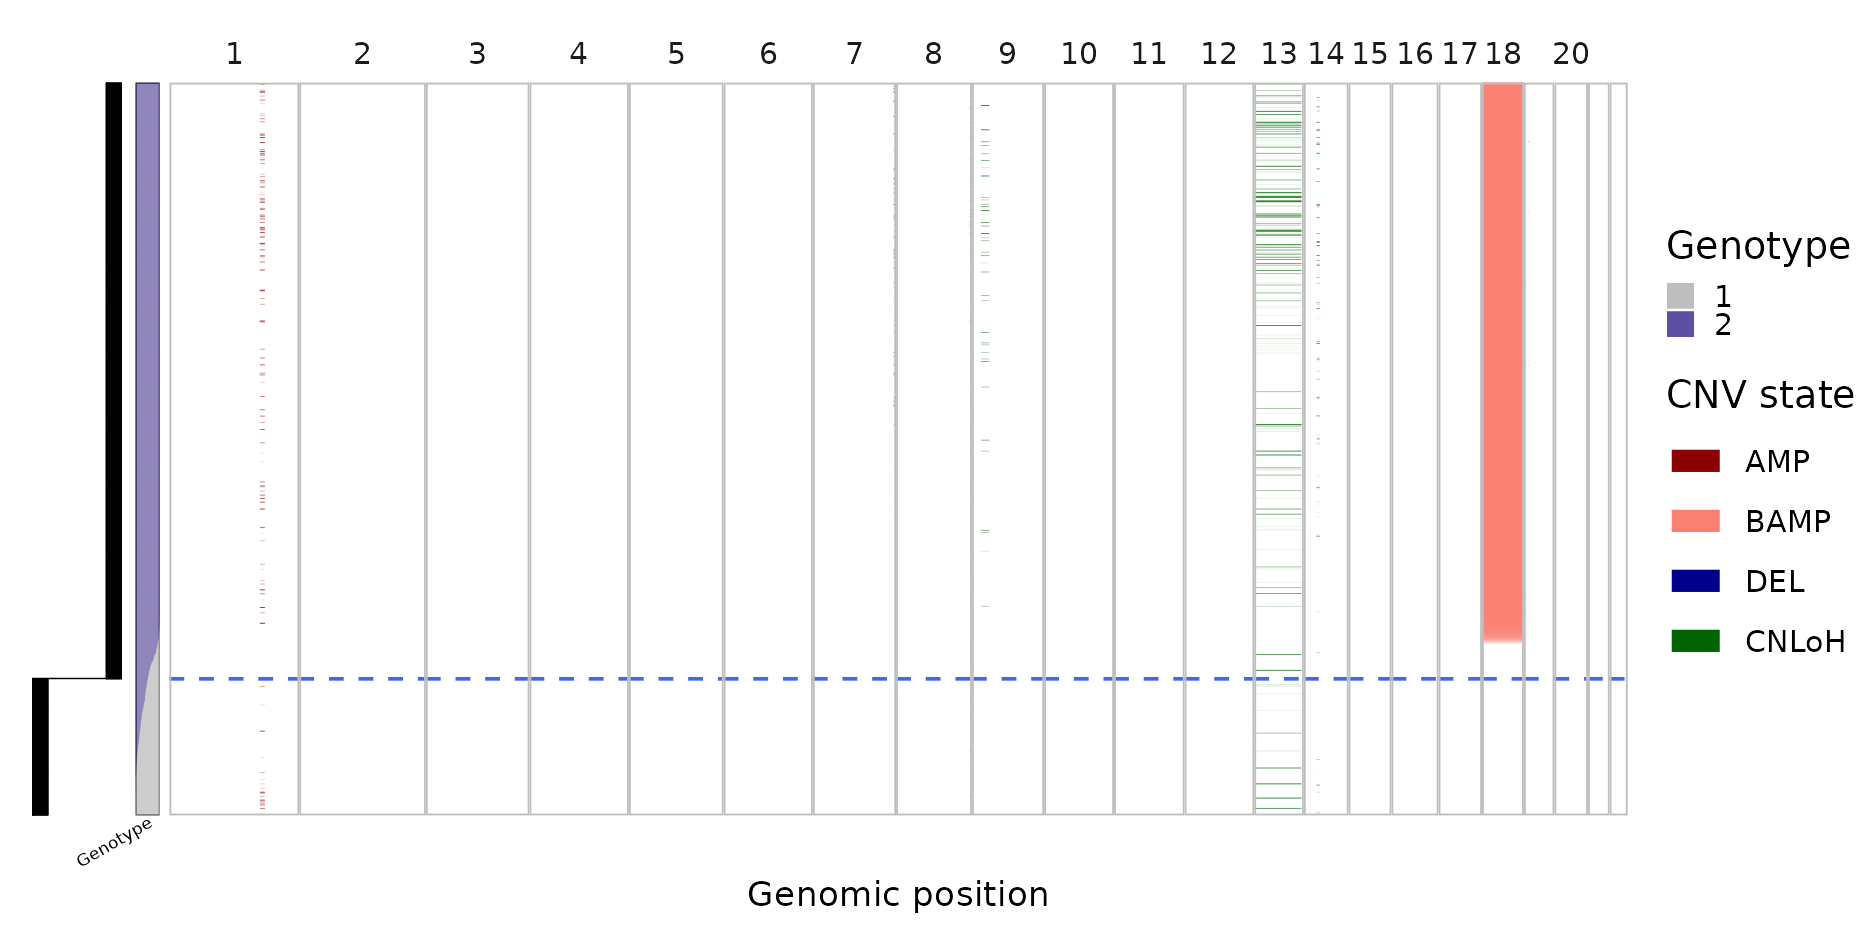 1 2 3 4 5 6 7 8 9 10 11 12 13 14 15 16 17 18 20
Genotype
1
2
CNV state
AMP
BAMP
DEL
CNLoH
Genotype
Genomic position